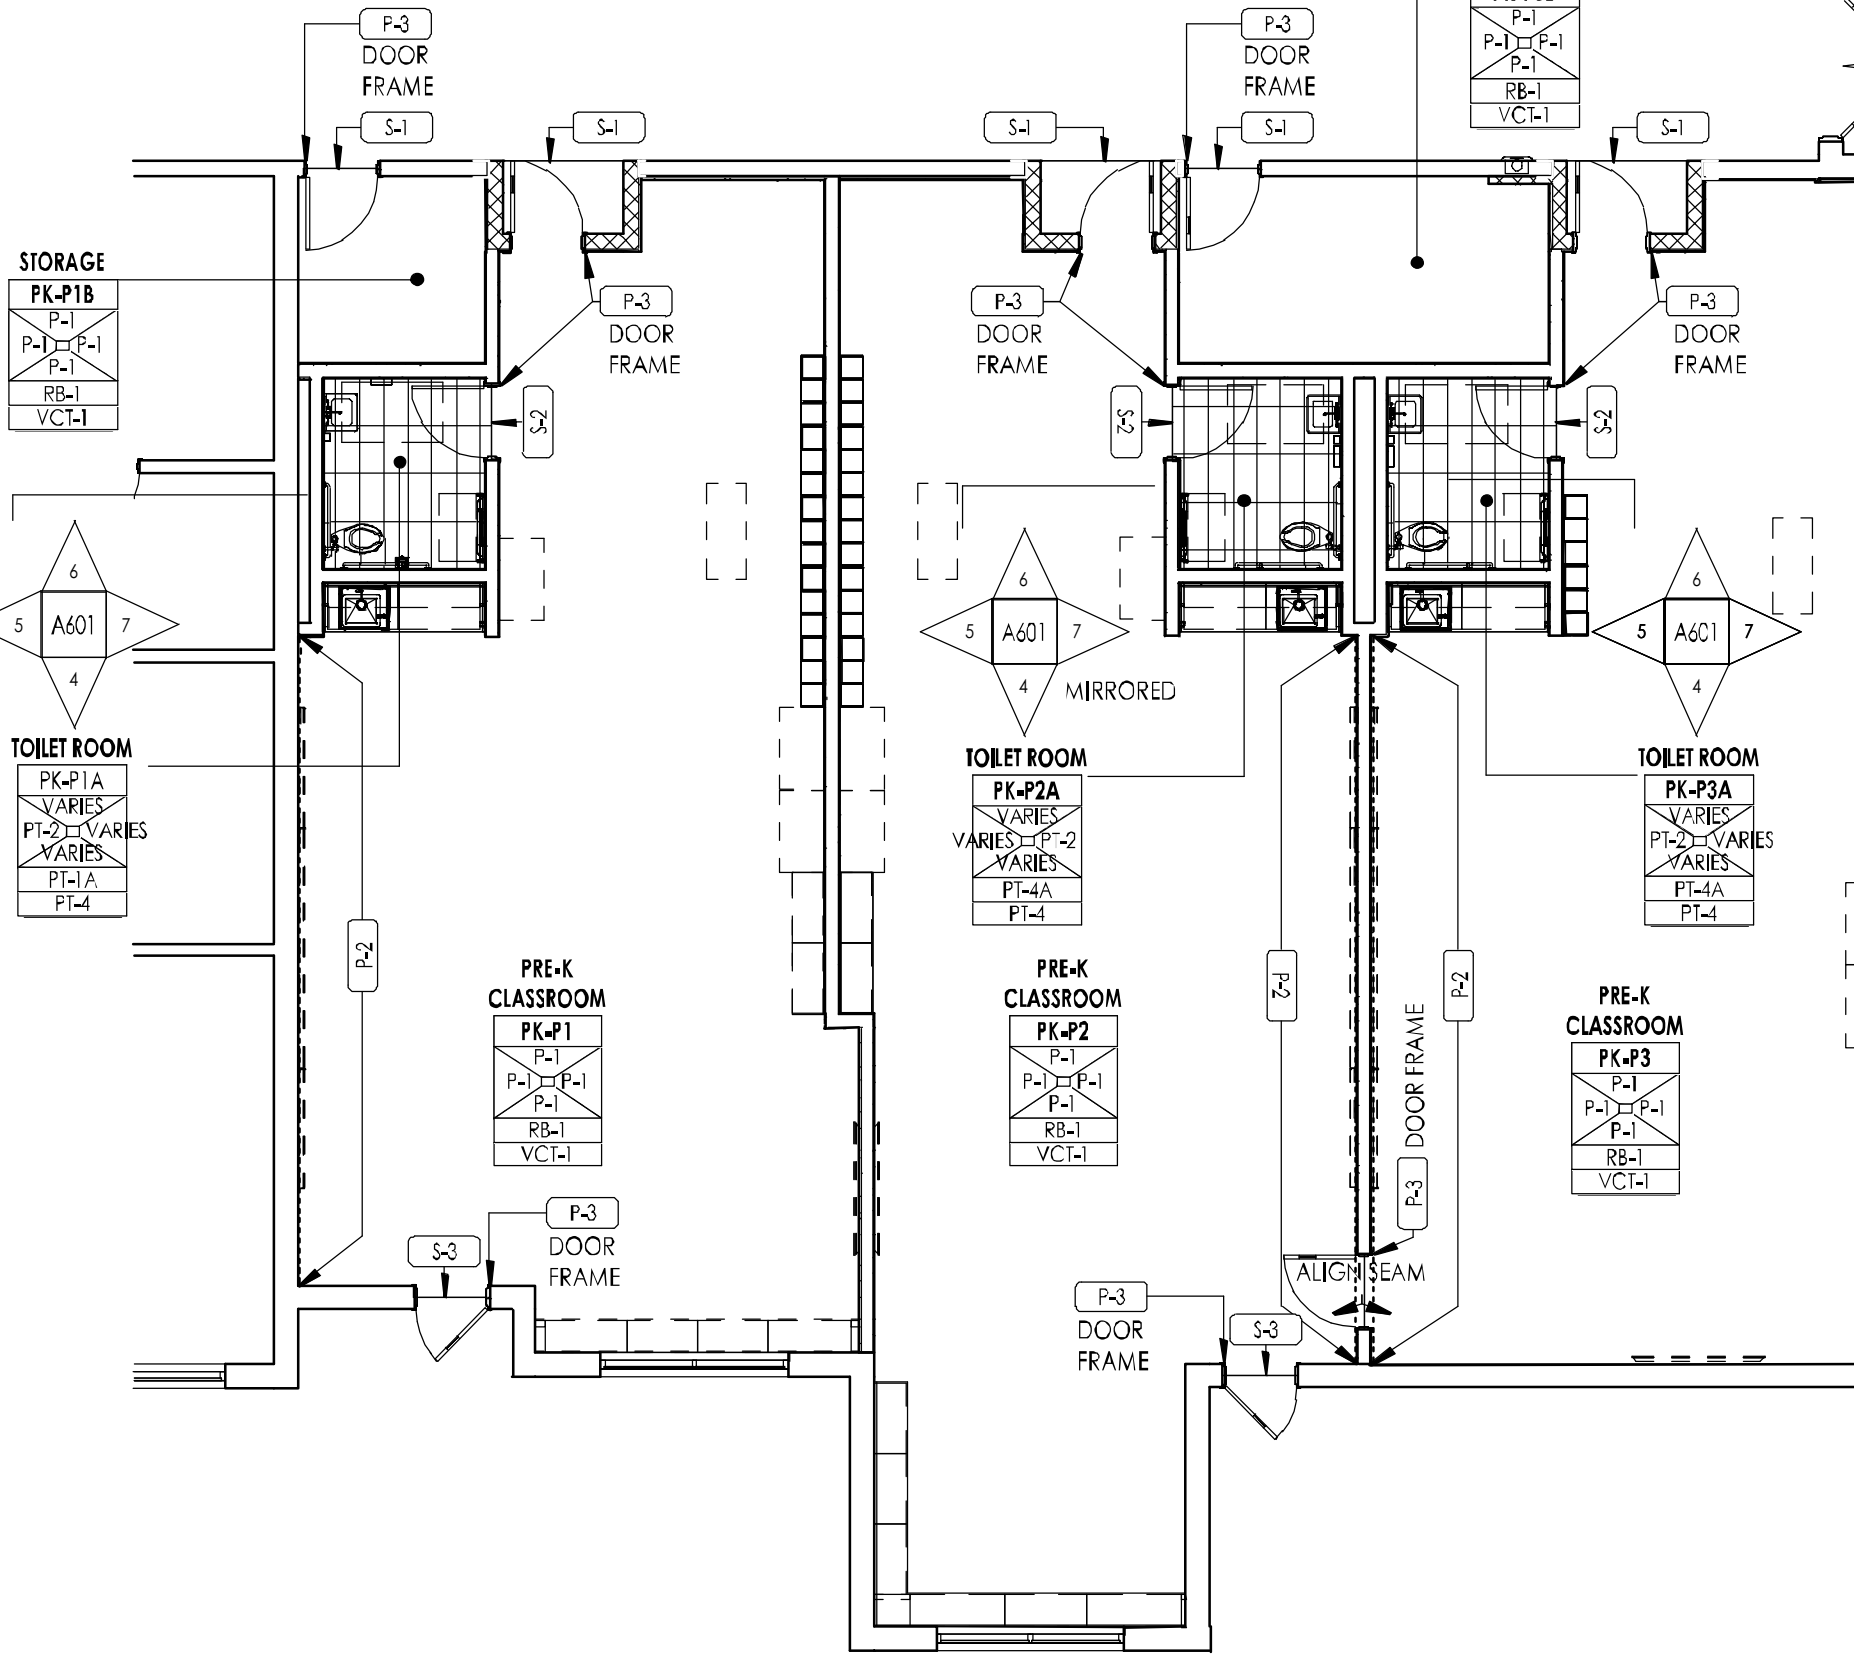 P-3
DOOR
FRAME
P-3
DOOR
FRAME
P-1
P-1 P-1
P-1
RB-1
VCT-1
S-1
S-1
S-1
S-1
S-1
STORAGE
PK-P1B
P-1
P-1 P-1
P-1
RB-1
VCT-1
P-3
DOOR
FRAME
P-3
DOOR
FRAME
P-3
DOOR
FRAME
S-2
S-2
S-2
6
5 A601 7
4
6
5 A601 7
4
MIRRORED
6
5 A601 7
4
TOILET ROOM
PK-P1A
VARIES
PT-2 VARIES
VARIES
PT-1A
PT-4
TOILET ROOM
PK-P2A
VARIES
VARIES PT-2
VARIES
PT-4A
PT-4
TOILET ROOM
PK-P3A
VARIES
PT-2 VARIES
VARIES
PT-4A
PT-4
P-2
P-2
P-2
PRE-K
CLASSROOM
PK-P1
P-1
P-1 P-1
P-1
RB-1
VCT-1
PRE-K
CLASSROOM
PK-P2
P-1
P-1 P-1
P-1
RB-1
VCT-1
PRE-K
CLASSROOM
PK-P3
P-1
P-1 P-1
P-1
RB-1
VCT-1
P-3 DOOR FRAME
S-3
P-3
DOOR
FRAME
ALIGN SEAM
P-3
DOOR
FRAME
S-3